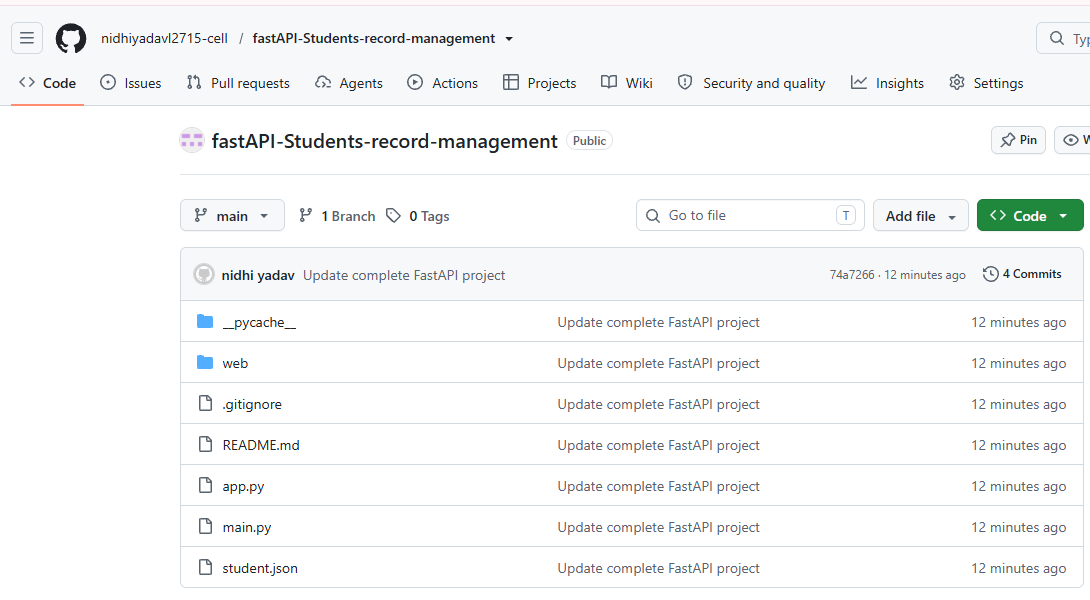 nidhiyadavl2715-cell / fastAPI-Students-record-management
Typ
Code Issues Pull requests Agents Actions Projects Wiki Security and quality Insights Settings
fastAPI-Students-record-management Public Pin W
main 1 Branch 0 Tags Go to file T Add file Code
nidhi yadav Update complete FastAPI project 74a7266 · 12 minutes ago 4 Commits
__pycache__ Update complete FastAPI project 12 minutes ago
web Update complete FastAPI project 12 minutes ago
.gitignore Update complete FastAPI project 12 minutes ago
README.md Update complete FastAPI project 12 minutes ago
app.py Update complete FastAPI project 12 minutes ago
main.py Update complete FastAPI project 12 minutes ago
student.json Update complete FastAPI project 12 minutes ago